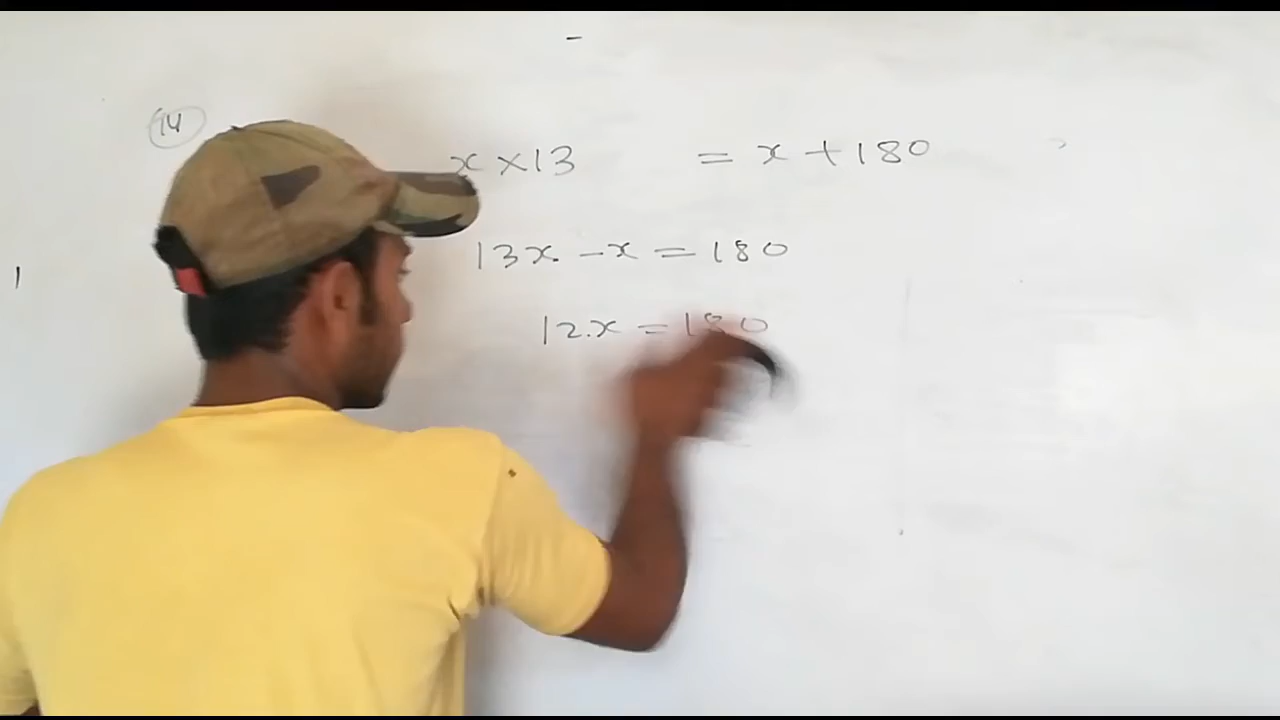 14
x × 13 = x + 180
13x - x = 180
12x = 180